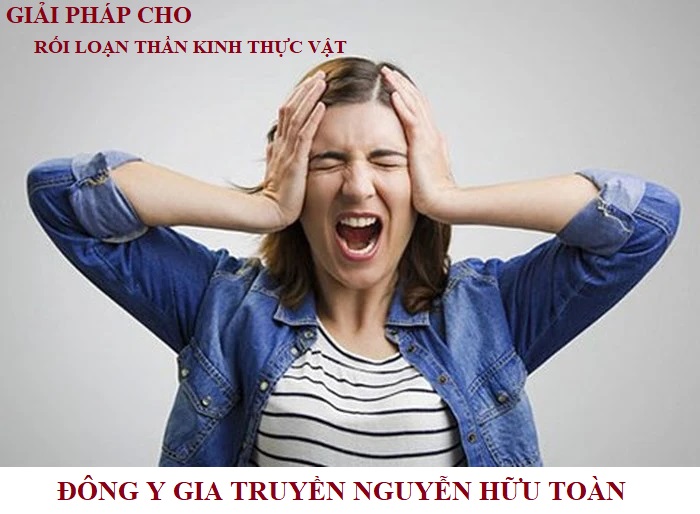 GIẢI PHÁP CHO
RỐI LOẠN THẦN KINH THỰC VẬT
ĐÔNG Y GIA TRUYỀN NGUYỄN HỮU TOÀN